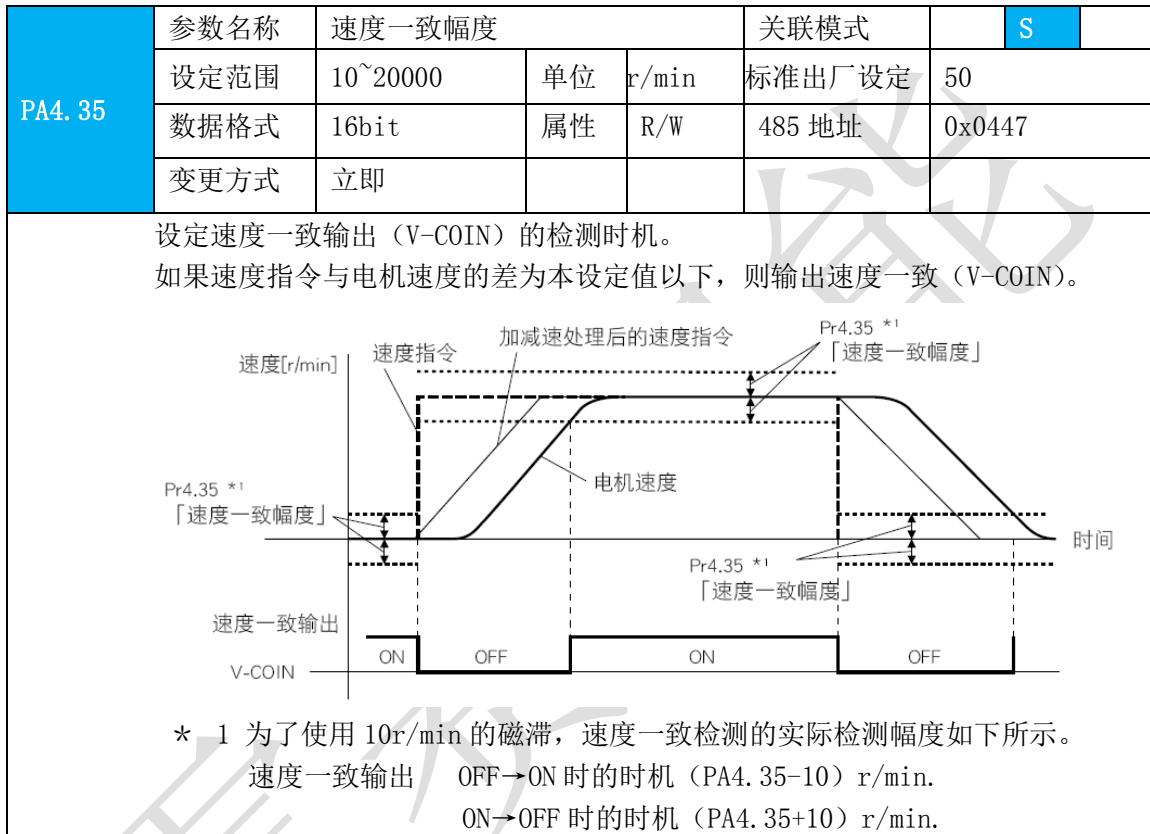 PA4.35
参数名称 速度一致幅度 关联模式 S
设定范围 10~20000 单位 r/min 标准出厂设定 50
数据格式 16bit 属性 R/W 485 地址 0x0447
变更方式 立即
设定速度一致输出（V-COIN）的检测时机。
如果速度指令与电机速度的差为本设定值以下，则输出速度一致（V-COIN）。
速度[r/min]
速度指令
加减速处理后的速度指令
Pr4.35 *1
「速度一致幅度」
电机速度
Pr4.35 *1
「速度一致幅度」
时间
Pr4.35 *1
「速度一致幅度」
速度一致输出
V-COIN
ON OFF ON OFF
* 1 为了使用 10r/min 的磁滞，速度一致检测的实际检测幅度如下所示。
速度一致输出 OFF→ON 时的时机（PA4.35-10）r/min.
ON→OFF 时的时机（PA4.35+10）r/min.